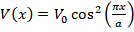 V(x) = V₀ cos² (πx/a)